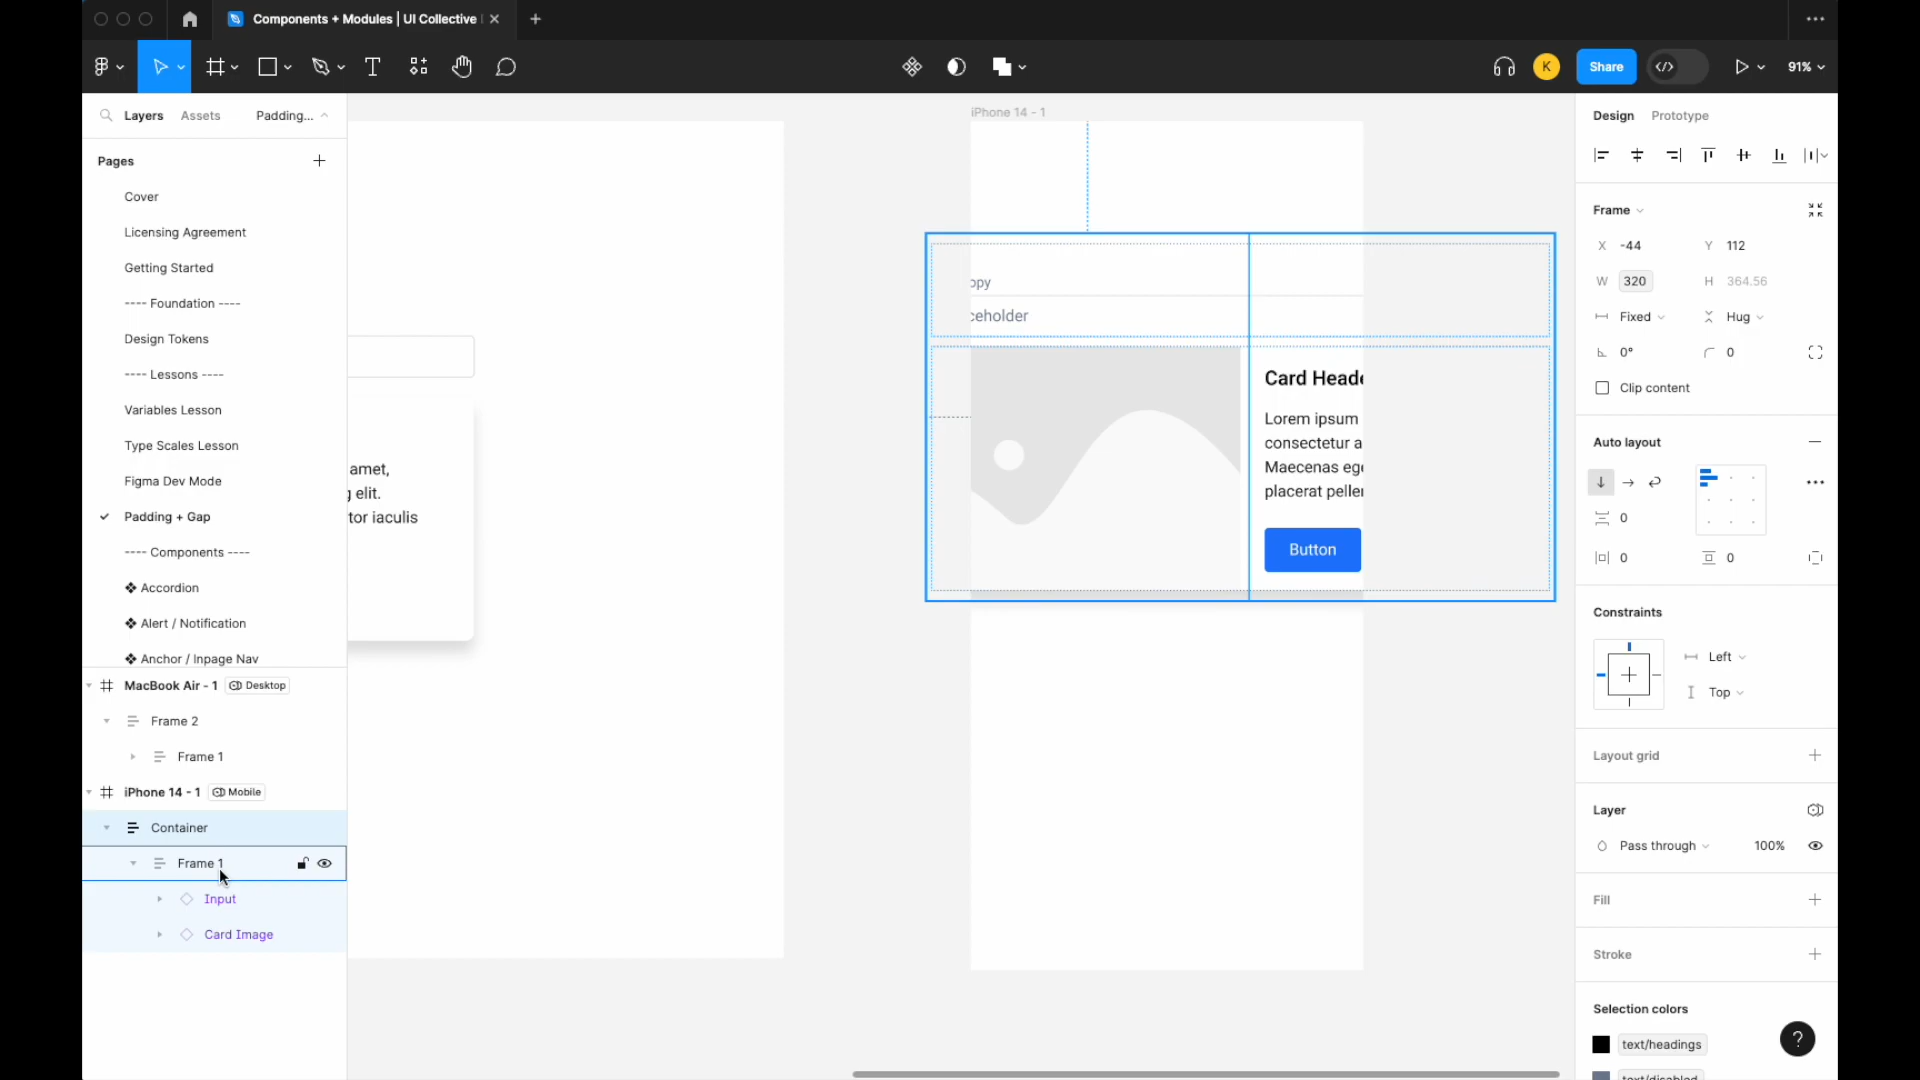 Components + Modules | UI Collective
K
Share
91%
Layers
Assets
Padding...
Pages
Cover
Licensing Agreement
Getting Started
---- Foundation ----
Design Tokens
---- Lessons ----
Variables Lesson
Type Scales Lesson
Figma Dev Mode
Padding + Gap
---- Components ----
Accordion
Alert / Notification
Anchor / Inpage Nav
MacBook Air - 1
Desktop
Frame 2
Frame 1
iPhone 14 - 1
Mobile
Container
Frame 1
Input
Card Image
amet,
g elit.
tor iaculis
iPhone 14 - 1
opy
ceholder
Card Heade
Lorem ipsum
consectetur a
Maecenas ege
placerat peller
Button
Design
Prototype
Frame
X -44
Y 112
W 320
H 364.56
Fixed
Hug
0°
0
Clip content
Auto layout
0
0
0
Constraints
Left
Top
Layout grid
Layer
Pass through
100%
Fill
Stroke
Selection colors
text/headings
text/disabled
?